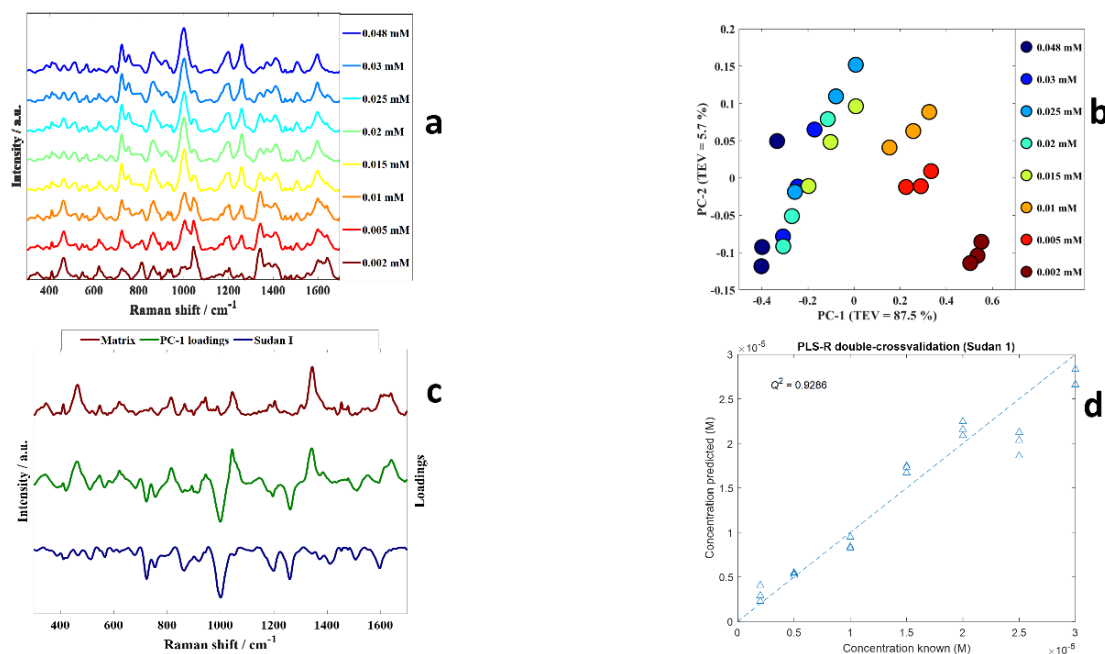 a
0.048 mM
0.03 mM
0.025 mM
0.02 mM
0.015 mM
0.01 mM
0.005 mM
0.002 mM
Intensity / a.u.
400 600 800 1000 1200 1400 1600
Raman shift / cm-1
b
0.15
0.1
0.05
0
-0.05
-0.1
-0.15
PC-2 (TEV = 5.7 %)
-0.4 -0.2 0 0.2 0.4 0.6
PC-1 (TEV = 87.5 %)
0.048 mM
0.03 mM
0.025 mM
0.02 mM
0.015 mM
0.01 mM
0.005 mM
0.002 mM
Matrix PC-1 loadings Sudan I
c
Intensity / a.u.
Loadings
400 600 800 1000 1200 1400 1600
Raman shift / cm-1
PLS-R double-crossvalidation (Sudan 1)
×10-5
d
Q2 = 0.9286
3
2.5
2
1.5
1
0.5
0
Concentration predicted (M)
0 0.5 1 1.5 2 2.5 3
Concentration known (M)
×10-5